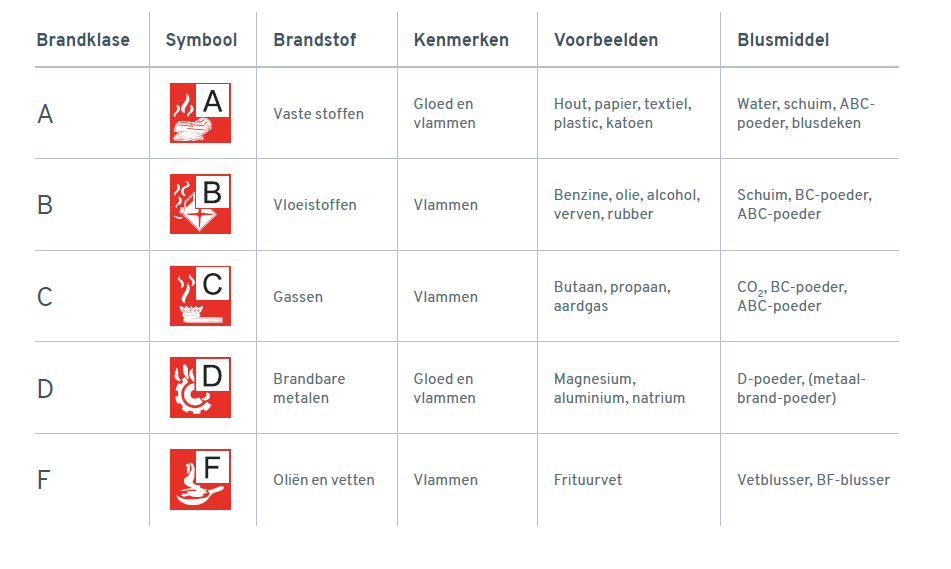 Brandklase Symbool Brandstof Kenmerken Voorbeelden Blusmiddel
A A Vaste stoffen Gloed en vlammen Hout, papier, textiel, plastic, katoen Water, schuim, ABC-poeder, blusdeken
B B Vloeistoffen Vlammen Benzine, olie, alcohol, verven, rubber Schuim, BC-poeder, ABC-poeder
C C Gassen Vlammen Butaan, propaan, aardgas CO₂, BC-poeder, ABC-poeder
D D Brandbare metalen Gloed en vlammen Magnesium, aluminium, natrium D-poeder, (metaal-brand-poeder)
F F Oliën en vetten Vlammen Frituurvet Vetblusser, BF-blusser